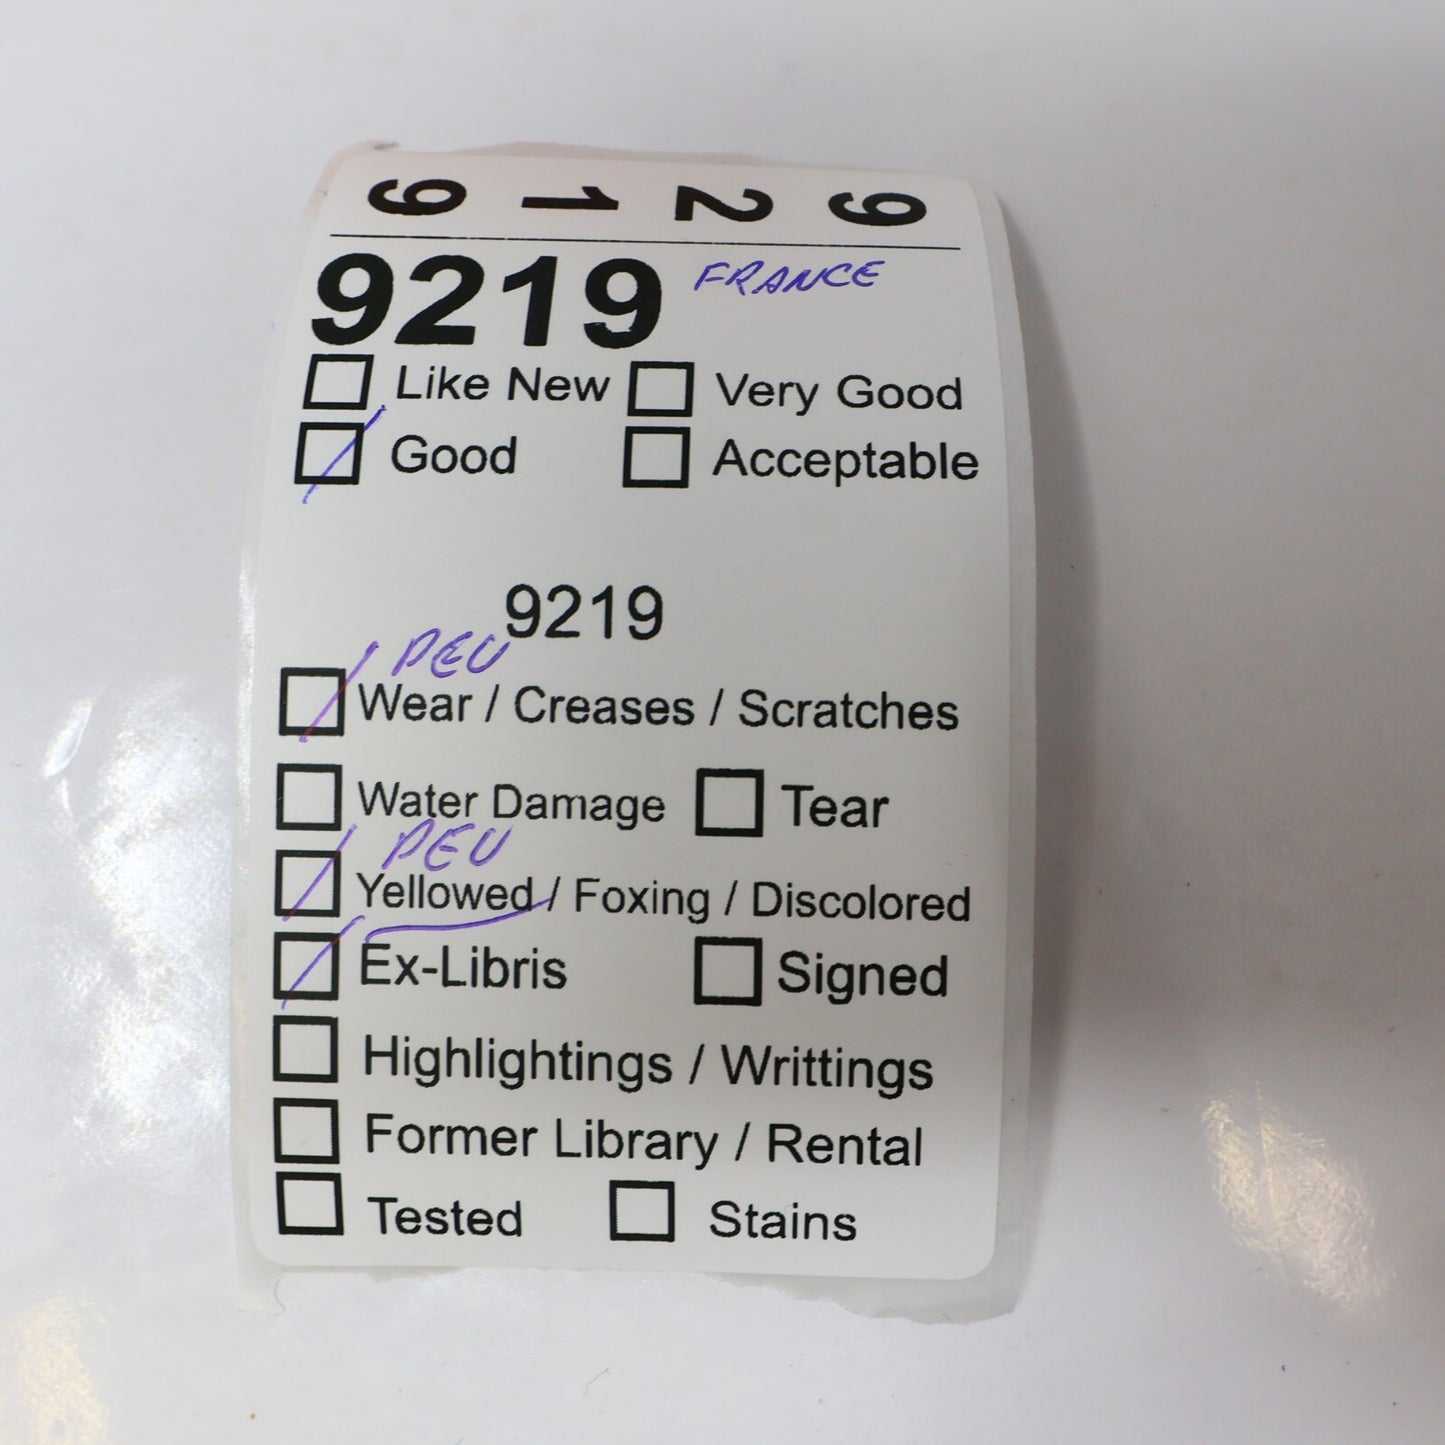 9 1 2 9
9219 FRANCE
Like New Very Good
Good Acceptable
9219
PEU
Wear / Creases / Scratches
Water Damage Tear
PEU
Yellowed / Foxing / Discolored
Ex-Libris Signed
Highlightings / Writtings
Former Library / Rental
Tested Stains